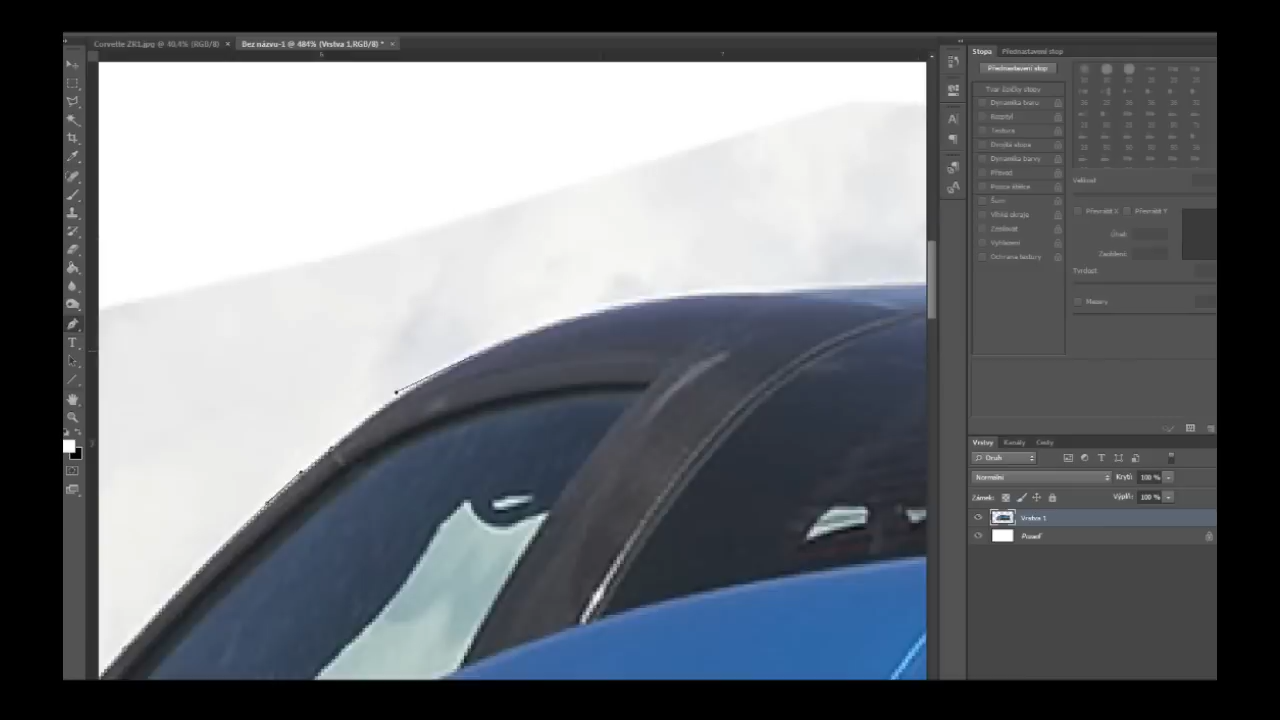 Corvette ZR1.jpg @ 40,4% (RGB/8) × Bez názvu-1 @ 484% (Vrstva 1,RGB/8) * ×
Stopa Přednastavení stop
Přednastavení stop
Tvar špičky stopy
Dynamika tvaru
Rozptyl
Textura
Dvojitá stopa
Dynamika barvy
Převod
Pozice štětce
Šum
Vlhké okraje
Zesilovat
Vyhlazení
Ochrana textury
Velikost
Překlopit X Překlopit Y
Úhel:
Zaoblení:
Tvrdost
Mezery
Vrstvy Kanály Cesty
Druh
Normální Krytí: 100 %
Zámek: Výplň: 100 %
Vrstva 1
Pozadí